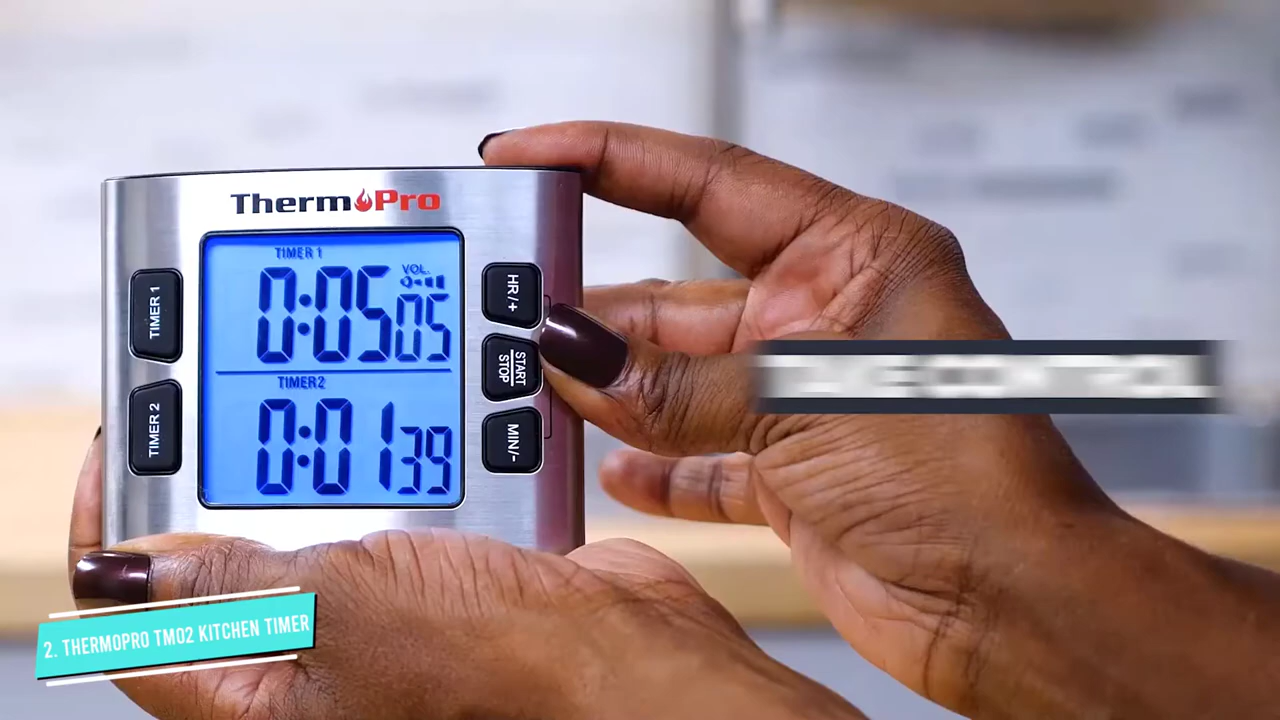 ThermoPro
TIMER 1
VOL.
0:05 05
TIMER 2
0:01 39
TIMER 1
TIMER 2
HR/+
START
STOP
MIN/-
2. THERMOPRO TM02 KITCHEN TIMER